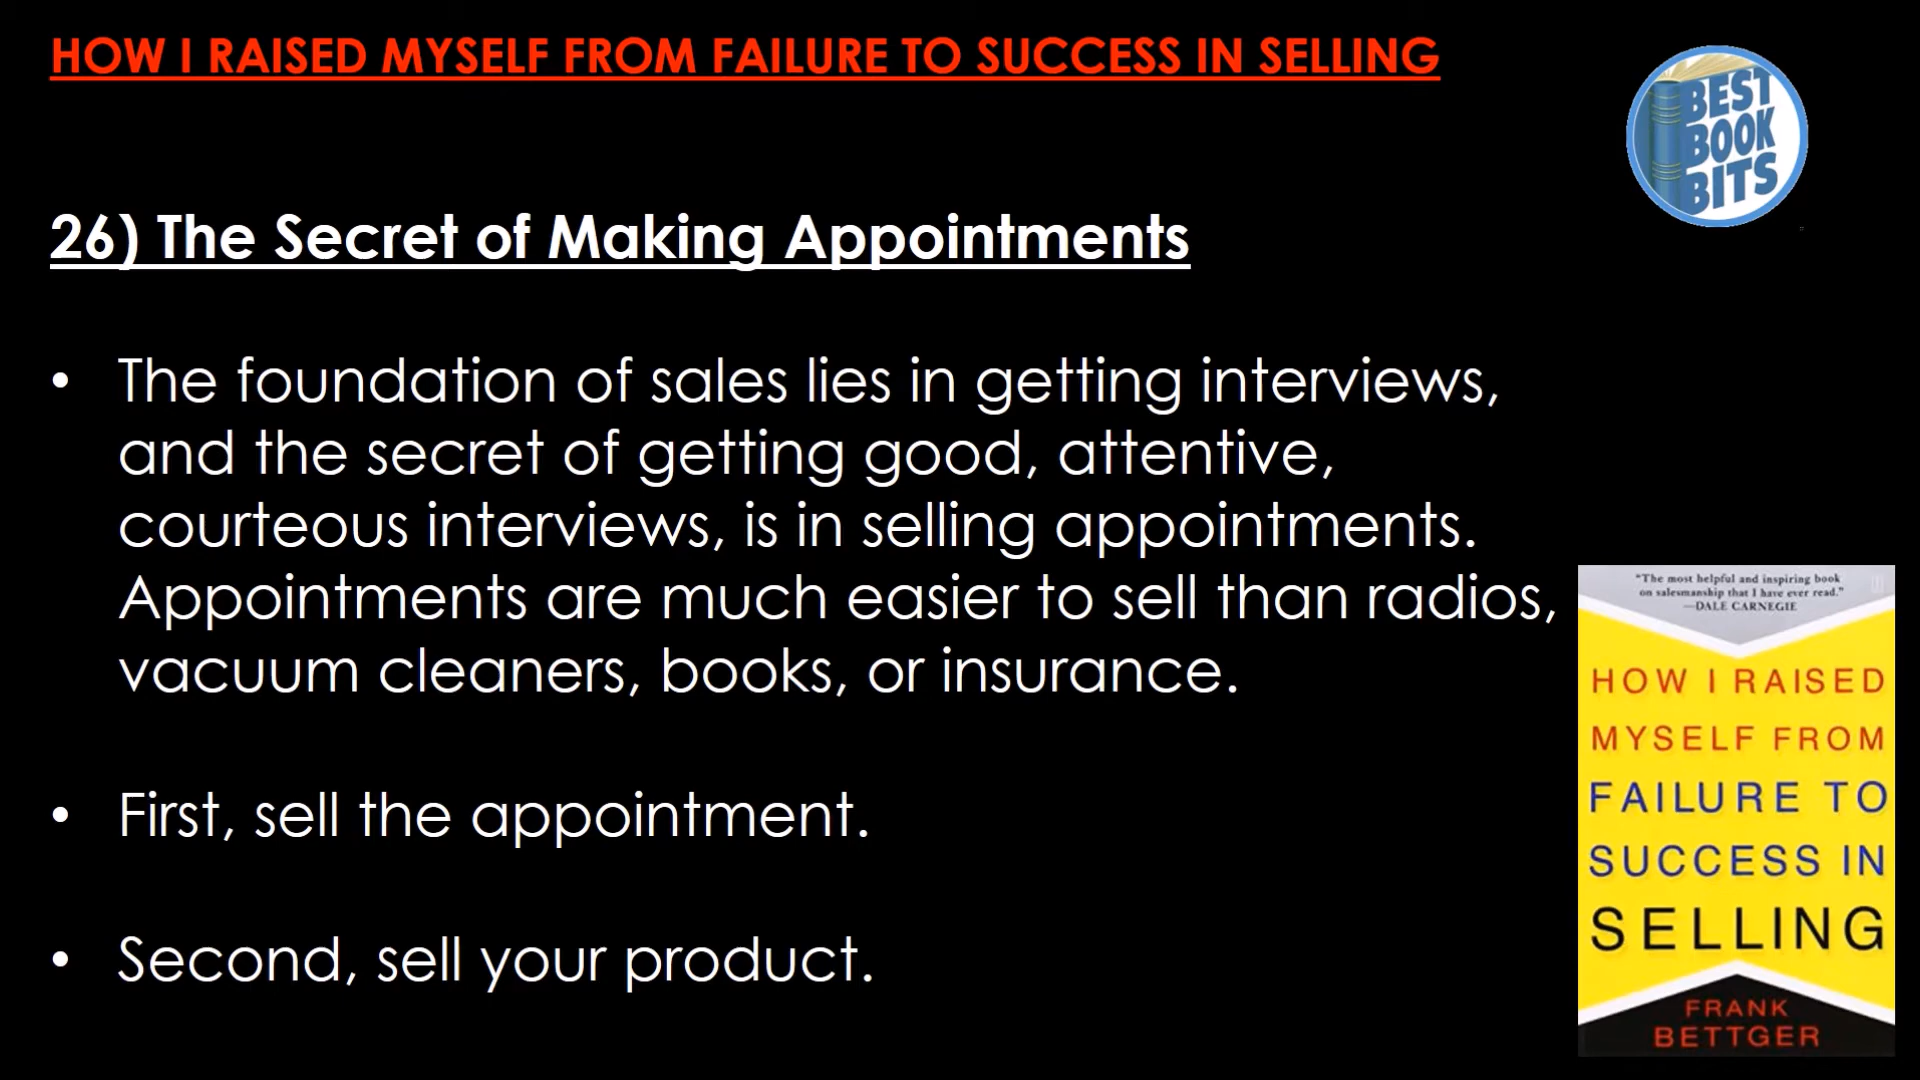 HOW I RAISED MYSELF FROM FAILURE TO SUCCESS IN SELLING
BEST
BOOK
BITS
26) The Secret of Making Appointments
• The foundation of sales lies in getting interviews,
and the secret of getting good, attentive,
courteous interviews, is in selling appointments.
Appointments are much easier to sell than radios,
vacuum cleaners, books, or insurance.
• First, sell the appointment.
• Second, sell your product.
"The most helpful and inspiring book
on salesmanship that I have ever read."
—DALE CARNEGIE
HOW I RAISED
MYSELF FROM
FAILURE TO
SUCCESS IN
SELLING
FRANK
BETTGER